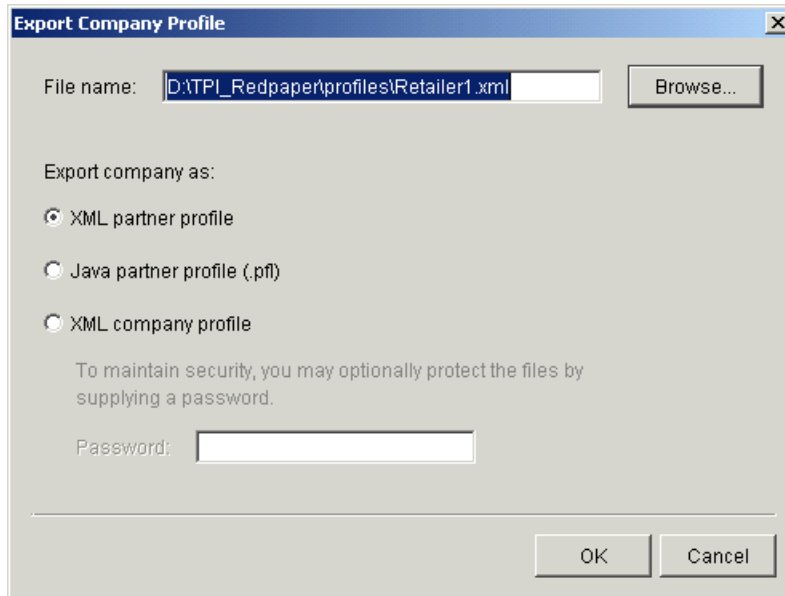 Export Company Profile
File name: D:\TPI_Redpaper\profiles\Retailer1.xml Browse...
Export company as:
XML partner profile
Java partner profile (.pfl)
XML company profile
To maintain security, you may optionally protect the files by
supplying a password.
Password:
OK Cancel